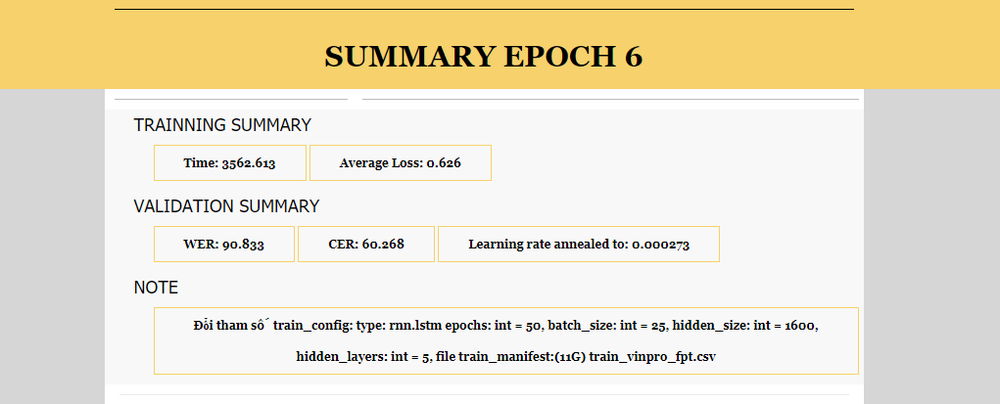 SUMMARY EPOCH 6
TRAINNING SUMMARY
Time: 3562.613
Average Loss: 0.626
VALIDATION SUMMARY
WER: 90.833
CER: 60.268
Learning rate annealed to: 0.000273
NOTE
Đổi tham số train_config: type: rnn.lstm epochs: int = 50, batch_size: int = 25, hidden_size: int = 1600,
hidden_layers: int = 5, file train_manifest:(11G) train_vinpro_fpt.csv